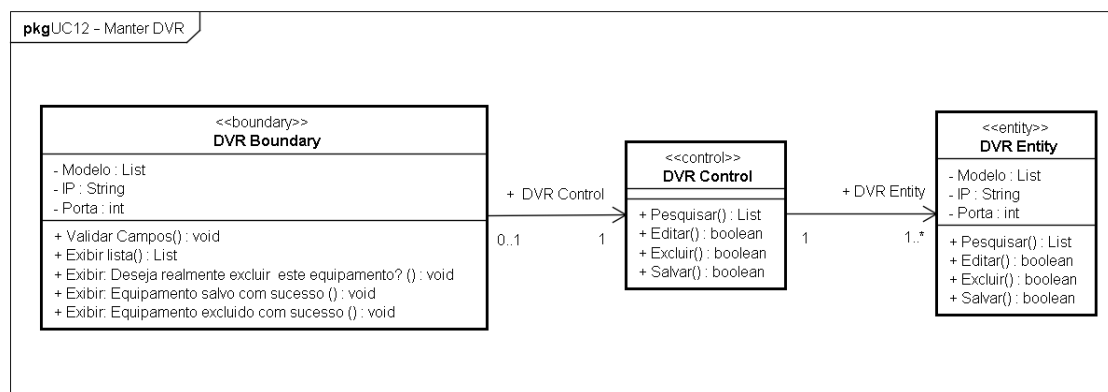 pkgUC12 – Manter DVR
<<boundary>>
DVR Boundary
- Modelo : List
- IP : String
- Porta : int
+ Validar Campos() : void
+ Exibir lista() : List
+ Exibir: Deseja realmente excluir este equipamento? () : void
+ Exibir: Equipamento salvo com sucesso () : void
+ Exibir: Equipamento excluido com sucesso () : void
+ DVR Control
0..1
1
<<control>>
DVR Control
+ Pesquisar() : List
+ Editar() : boolean
+ Excluir() : boolean
+ Salvar() : boolean
+ DVR Entity
1
1..*
<<entity>>
DVR Entity
- Modelo : List
- IP : String
- Porta : int
+ Pesquisar() : List
+ Editar() : boolean
+ Excluir() : boolean
+ Salvar() : boolean